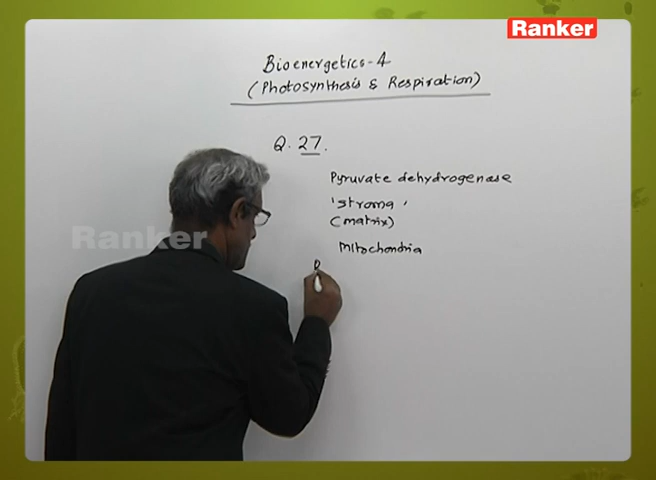 Ranker
Bioenergetics-4
(Photosynthesis & Respiration)
Q. 27.
Pyruvate dehydrogenase
'stroma'
(matrix)
Ranker
Mitochondria